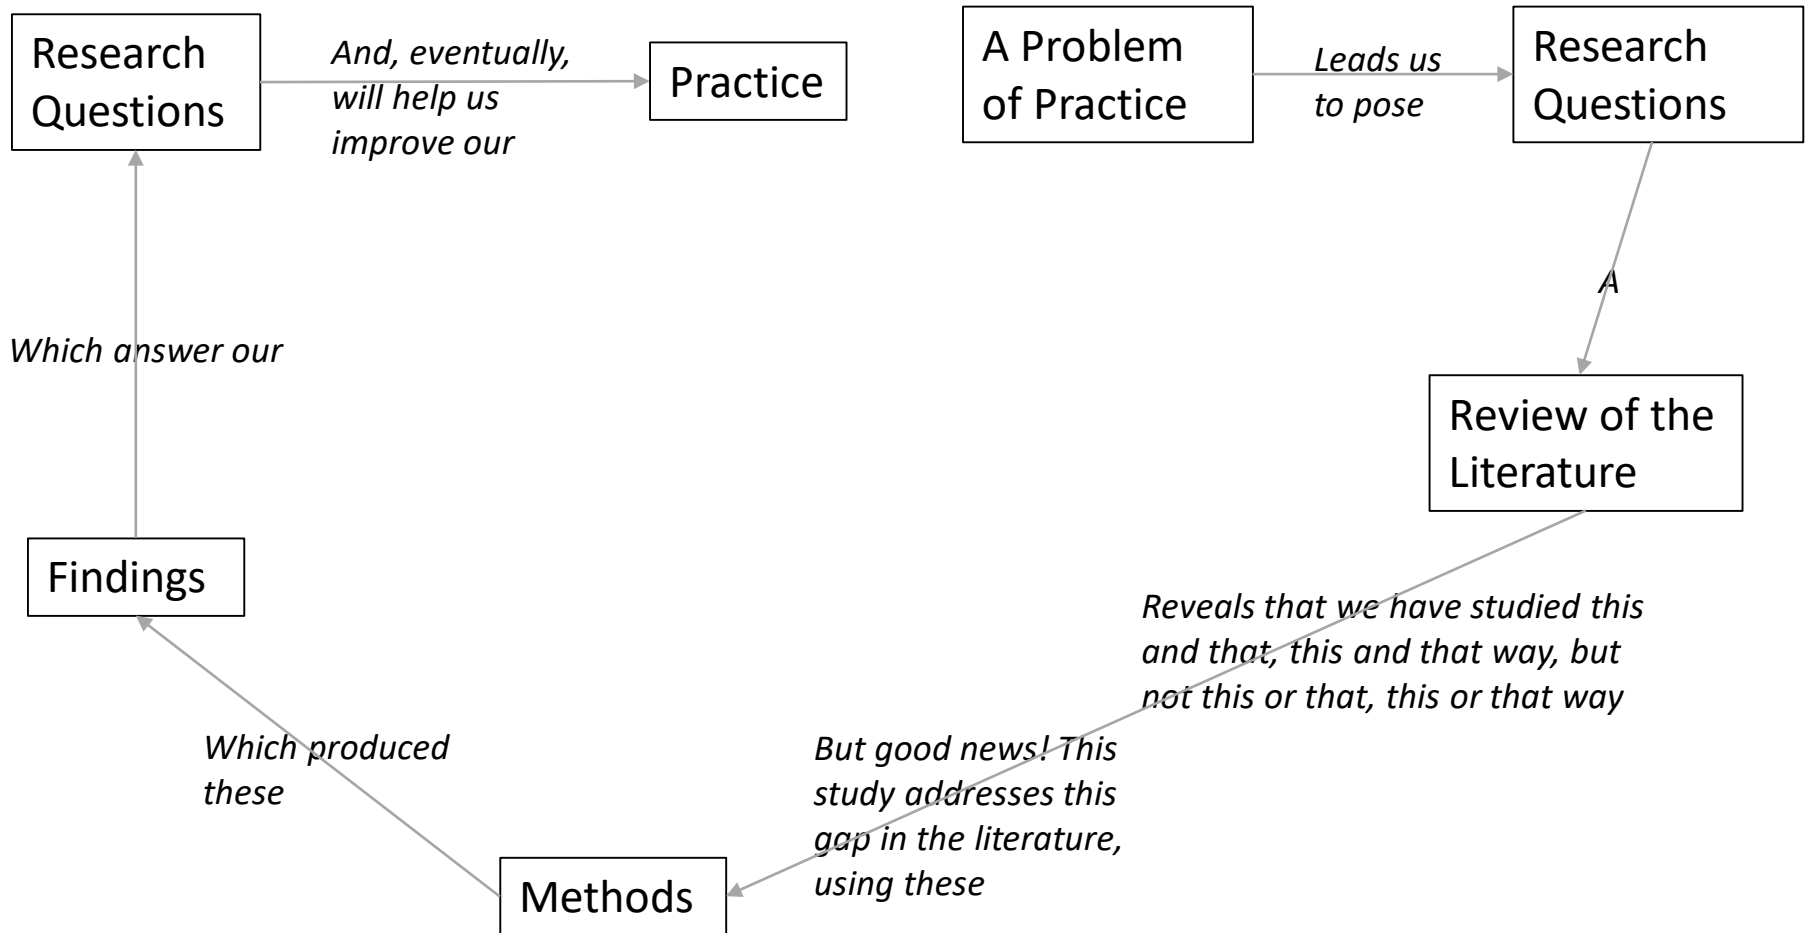 A Problem
of Practice
Leads us
to pose
Research
Questions
A
Review of the
Literature
Reveals that we have studied this
and that, this and that way, but
not this or that, this or that way
But good news! This
study addresses this
gap in the literature,
using these
Methods
Which produced
these
Findings
Which answer our
Research
Questions
And, eventually,
will help us
improve our
Practice